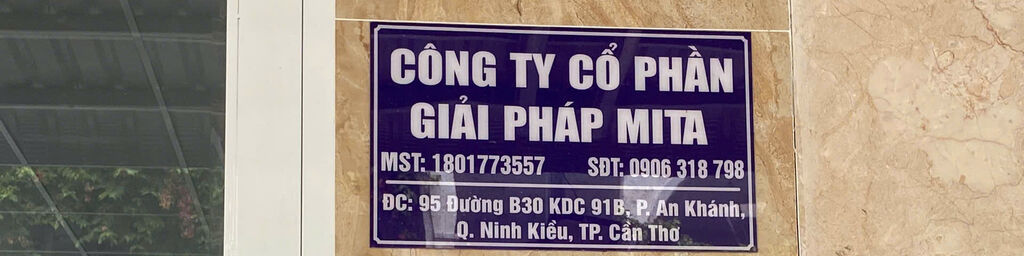 CÔNG TY CỔ PHẦN
GIẢI PHÁP MITA
MST: 1801773557 SĐT: 0906 318 798
ĐC: 95 Đường B30 KDC 91B, P. An Khánh,
Q. Ninh Kiều, TP. Cần Thơ